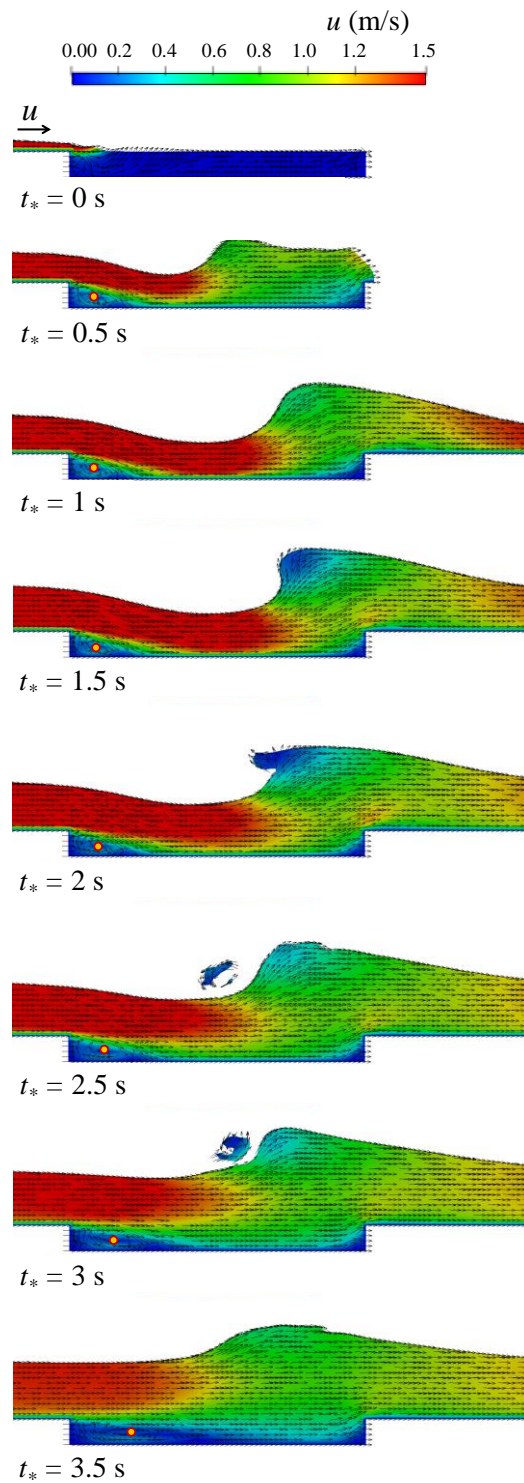 u (m/s)
0.00 0.2 0.4 0.6 0.8 1.0 1.2 1.5
u
t* = 0 s
t* = 0.5 s
t* = 1 s
t* = 1.5 s
t* = 2 s
t* = 2.5 s
t* = 3 s
t* = 3.5 s